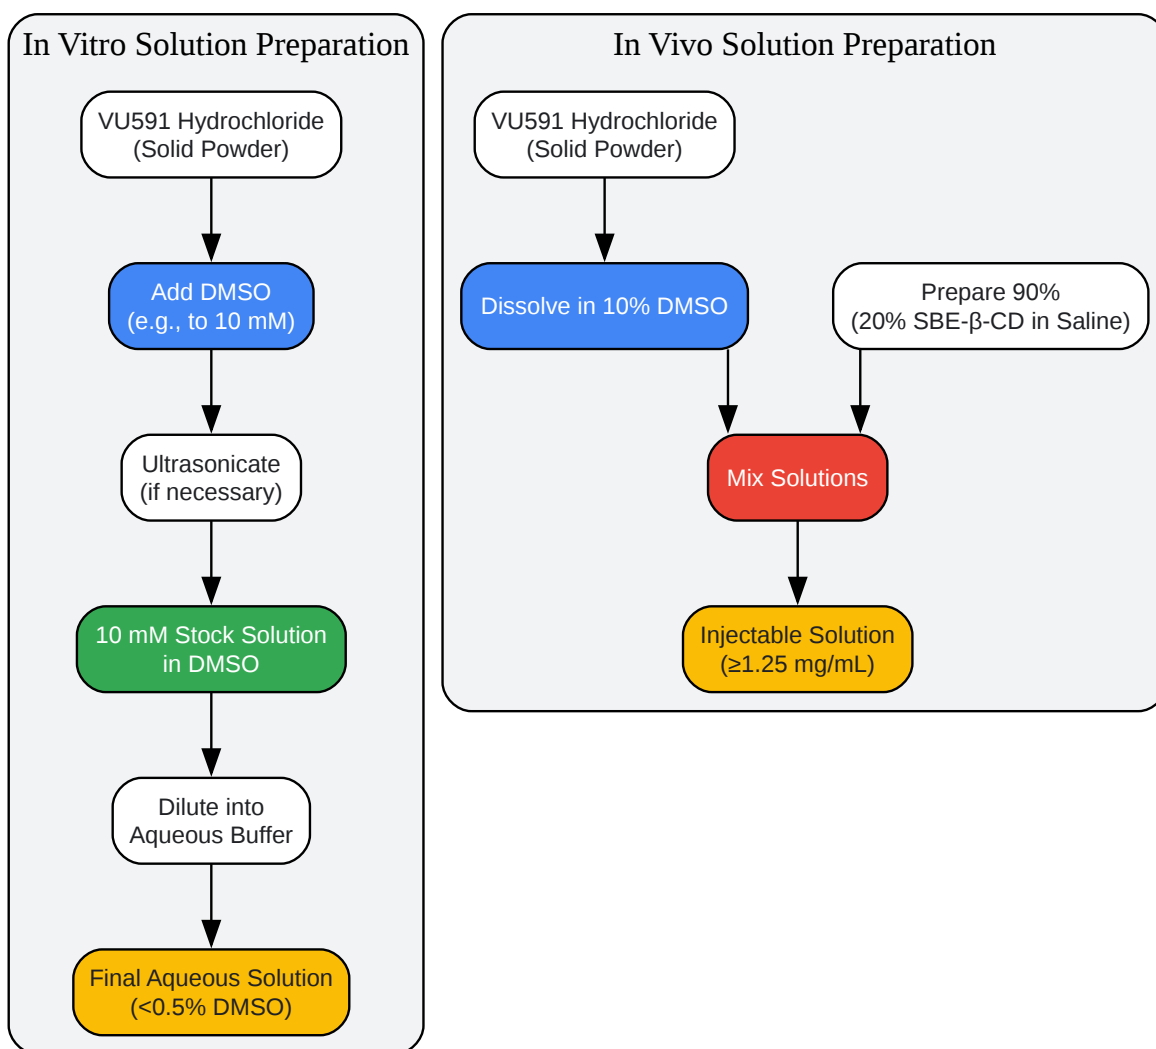 In Vitro Solution Preparation
VU591 Hydrochloride
(Solid Powder)
Add DMSO
(e.g., to 10 mM)
Ultrasonicate
(if necessary)
10 mM Stock Solution
in DMSO
Dilute into
Aqueous Buffer
Final Aqueous Solution
(<0.5% DMSO)
In Vivo Solution Preparation
VU591 Hydrochloride
(Solid Powder)
Dissolve in 10% DMSO
Prepare 90%
(20% SBE-β-CD in Saline)
Mix Solutions
Injectable Solution
(≥1.25 mg/mL)